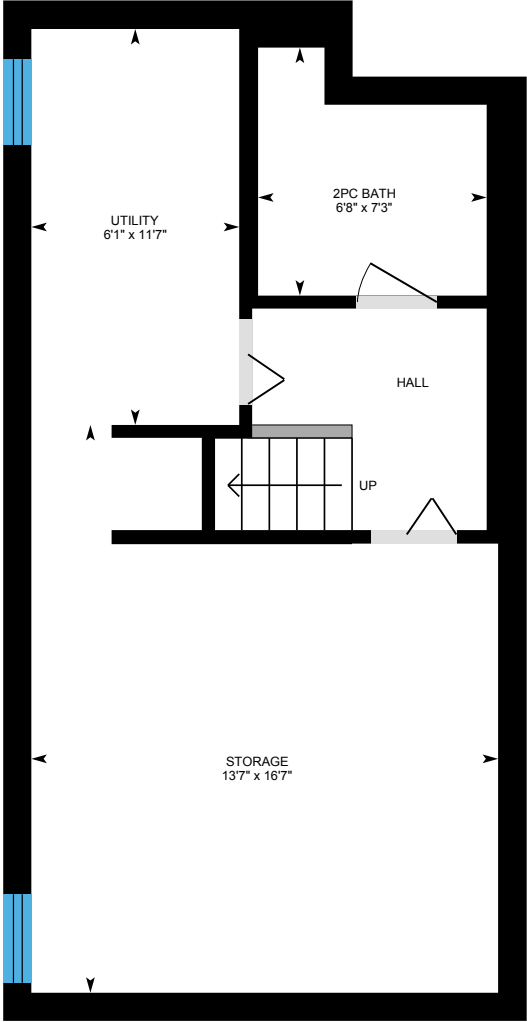 2PC BATH
6'8" x 7'3"
UTILITY
6'1" x 11'7"
HALL
UP
STORAGE
13'7" x 16'7"